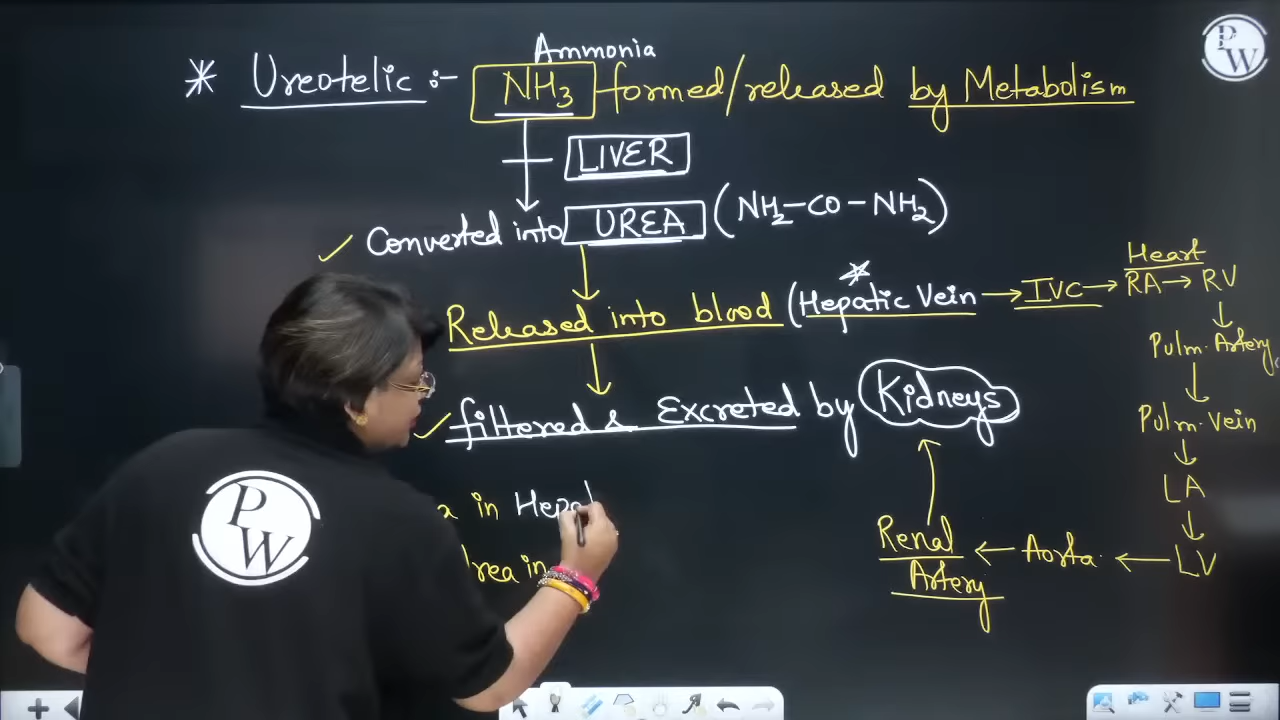 Ammonia
* Ureotelic :- NH3 formed/released by Metabolism
LIVER
Converted into UREA (NH2-CO-NH2)
Released into blood (Hepatic Vein → IVC → RA → RV
Heart
Pulm. Artery
Pulm. Vein
LA
LV
Aorta
Renal Artery
filtered & Excreted by Kidneys
in Hepa
in
PW
PW